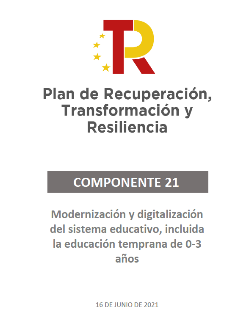 Plan de Recuperación,
Transformación y
Resiliencia
COMPONENTE 21
Modernización y digitalización
del sistema educativo, incluida
la educación temprana de 0-3
años
16 DE JUNIO DE 2021